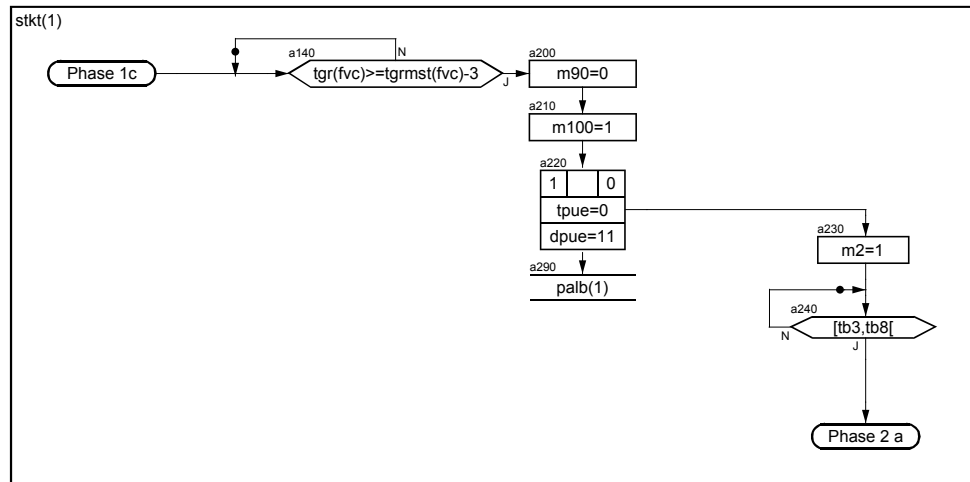 stkt(1)
a140
N
a200
Phase 1c
tgr(fvc)>=tgrmst(fvc)-3
J
m90=0
a210
m100=1
a220
1
0
tpue=0
dpue=11
a230
m2=1
a290
palb(1)
a240
[tb3,tb8[
N
J
Phase 2 a